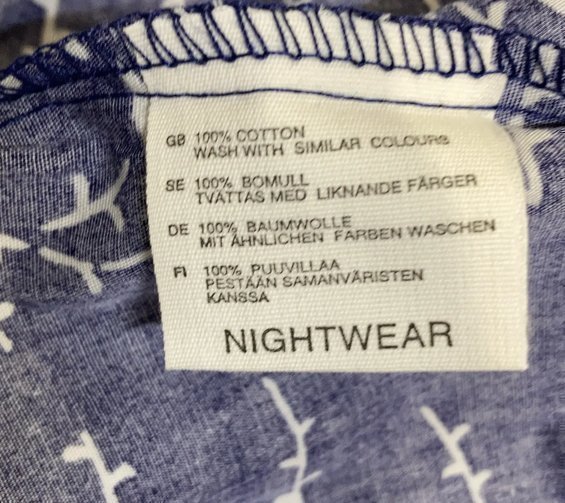 GB 100% COTTON
WASH WITH SIMILAR COLOURS
SE 100% BOMULL
TVÄTTAS MED LIKNANDE FÄRGER
DE 100% BAUMWOLLE
MIT ÄHNLICHEN FARBEN WASCHEN
FI 100% PUUVILLAA
PESTÄÄN SAMANVÄRISTEN
KANSSA
NIGHTWEAR